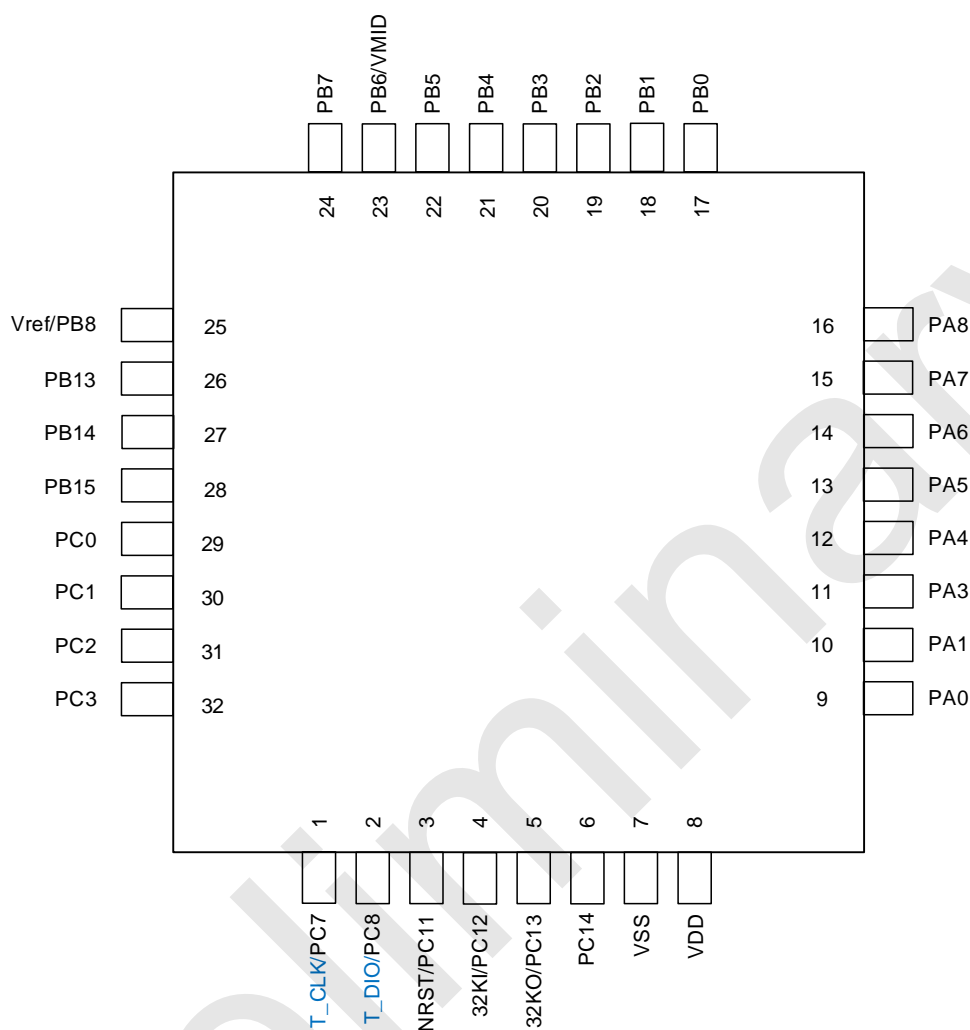 PB7
PB6/VMID
PB5
PB4
PB3
PB2
PB1
PB0
24
23
22
21
20
19
18
17
Vref/PB8
25
16
PA8
PB13
26
15
PA7
PB14
27
14
PA6
PB15
28
13
PA5
PC0
29
12
PA4
PC1
30
11
PA3
PC2
31
10
PA1
PC3
32
9
PA0
1
2
3
4
5
6
7
8
T_CLK/PC7
T_DIO/PC8
NRST/PC11
32KI/PC12
32KO/PC13
PC14
VSS
VDD